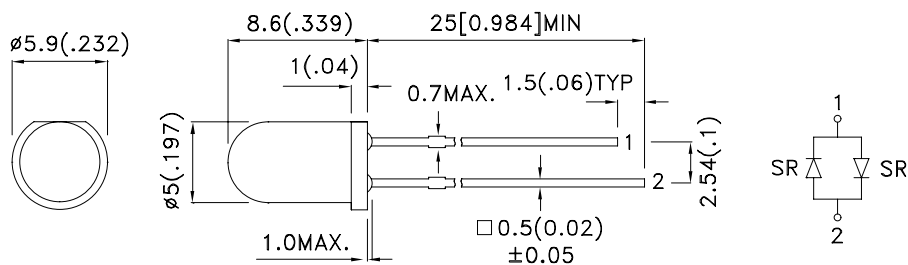 8.6(.339)
25[0.984]MIN
ø5.9(.232)
1(.04)
0.7MAX.
1.5(.06)TYP
1
2
ø5(.197)
2.54(.1)
1.0MAX.
□0.5(0.02)
±0.05
1
SR
SR
2